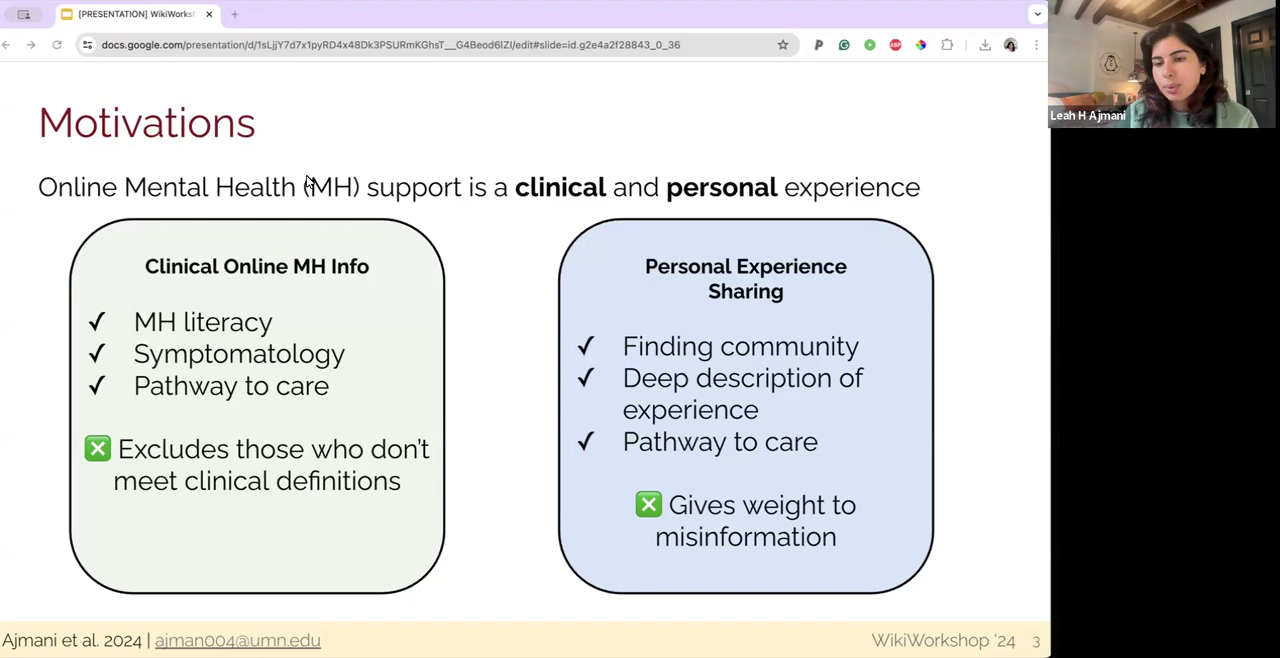 [PRESENTATION] WikiWorksh
docs.google.com/presentation/d/1sLjjY7d7x1pyRD4x48Dk3PSURmKGhsT__G4Beod6lZI/edit#slide=id.g2e4a2f28843_0_36
ABP
Leah H Ajmani
Motivations
Online Mental Health (MH) support is a clinical and personal experience
Clinical Online MH Info
✓ MH literacy
✓ Symptomatology
✓ Pathway to care
❎ Excludes those who don't
meet clinical definitions
Personal Experience
Sharing
✓ Finding community
✓ Deep description of
experience
✓ Pathway to care
❎ Gives weight to
misinformation
Ajmani et al. 2024 | ajman004@umn.edu
WikiWorkshop '24 3